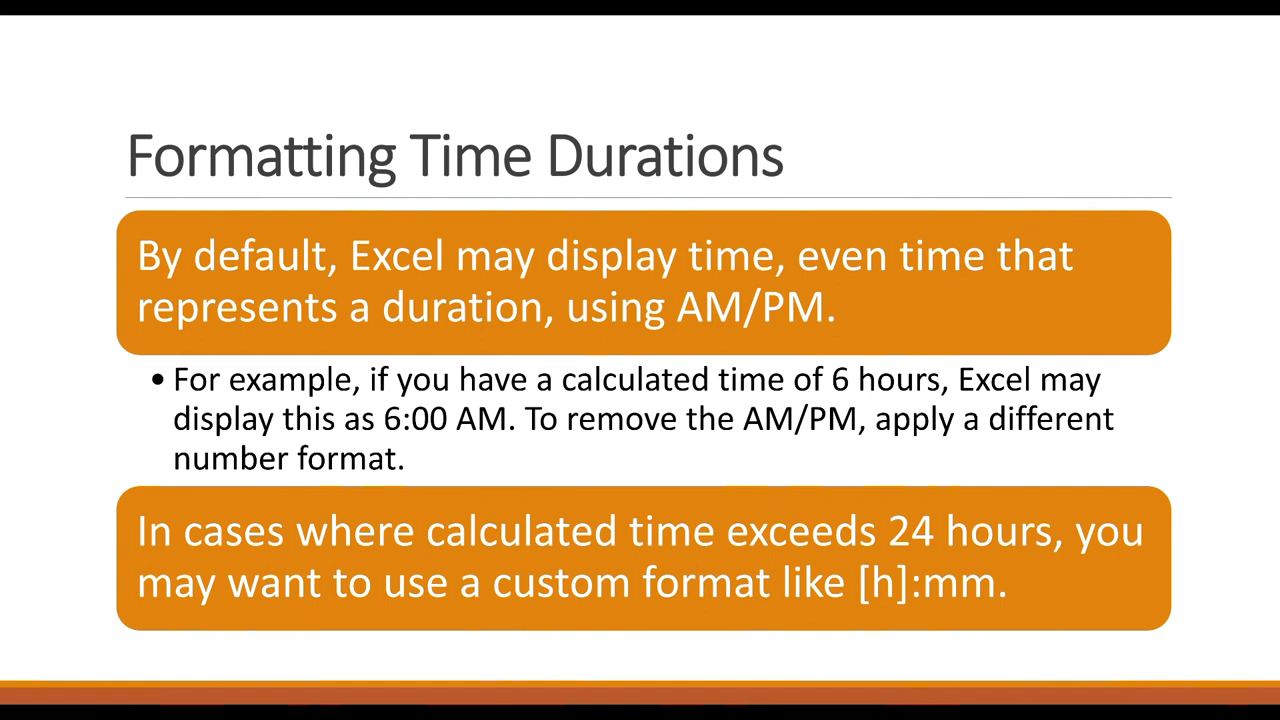 Formatting Time Durations
By default, Excel may display time, even time that
represents a duration, using AM/PM.
• For example, if you have a calculated time of 6 hours, Excel may
display this as 6:00 AM. To remove the AM/PM, apply a different
number format.
In cases where calculated time exceeds 24 hours, you
may want to use a custom format like [h]:mm.